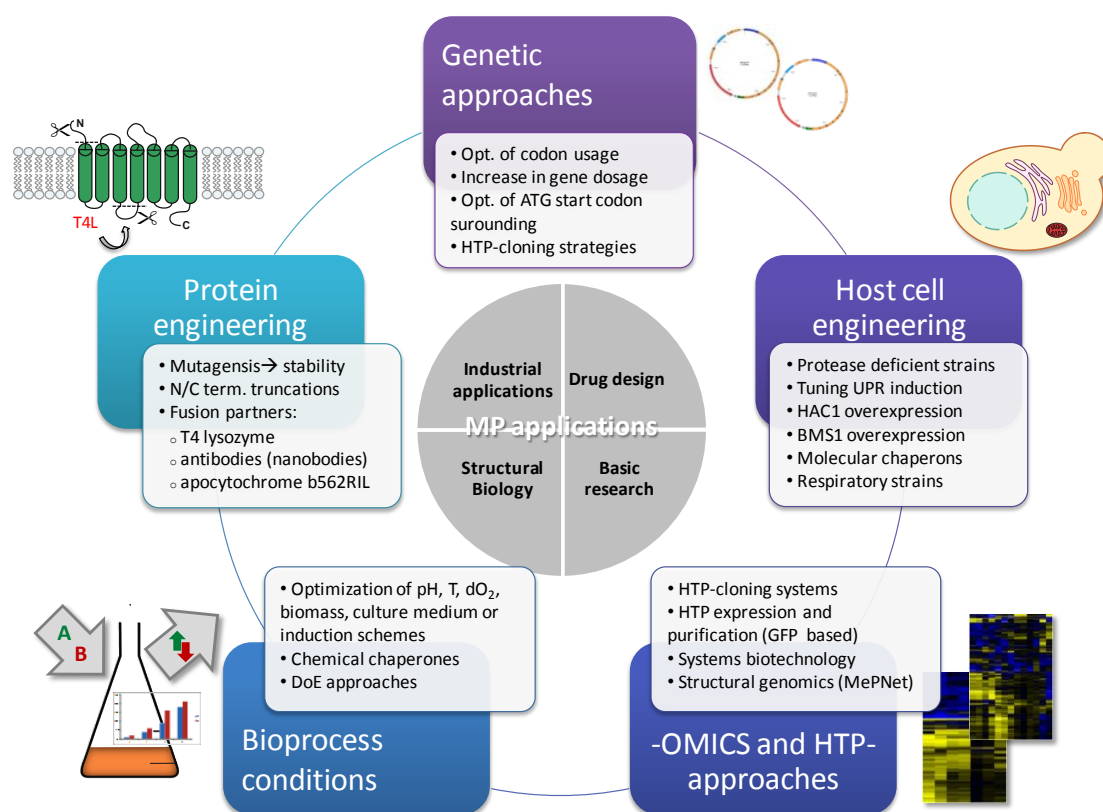 Genetic
approaches
• Opt. of codon usage
• Increase in gene dosage
• Opt. of ATG start codon
surounding
• HTP-cloning strategies
N
T4L
C
Protein
engineering
• Mutagensis→ stability
• N/C term. truncations
• Fusion partners:
o T4 lysozyme
o antibodies (nanobodies)
o apocytochrome b562RIL
Host cell
engineering
• Protease deficient strains
• Tuning UPR induction
• HAC1 overexpression
• BMS1 overexpression
• Molecular chaperons
• Respiratory strains
Industrial
applications
Drug design
MP applications
Structural
Biology
Basic
research
• Optimization of pH, T, dO₂,
biomass, culture medium or
induction schemes
• Chemical chaperones
• DoE approaches
Bioprocess
conditions
A
B
• HTP-cloning systems
• HTP expression and
purification (GFP based)
• Systems biotechnology
• Structural genomics (MePNet)
-OMICS and HTP-
approaches